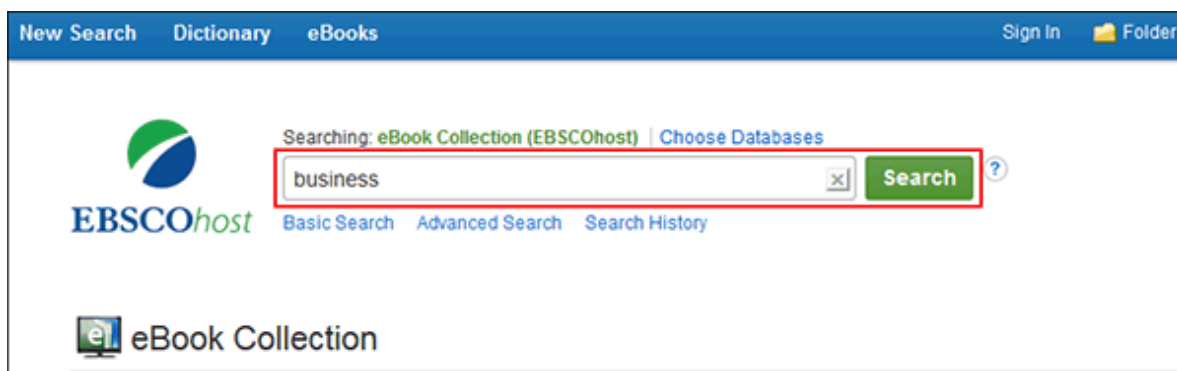 New Search Dictionary eBooks Sign In Folder
Searching: eBook Collection (EBSCOhost) | Choose Databases
business Search ?
EBSCOhost
Basic Search Advanced Search Search History
eBook Collection